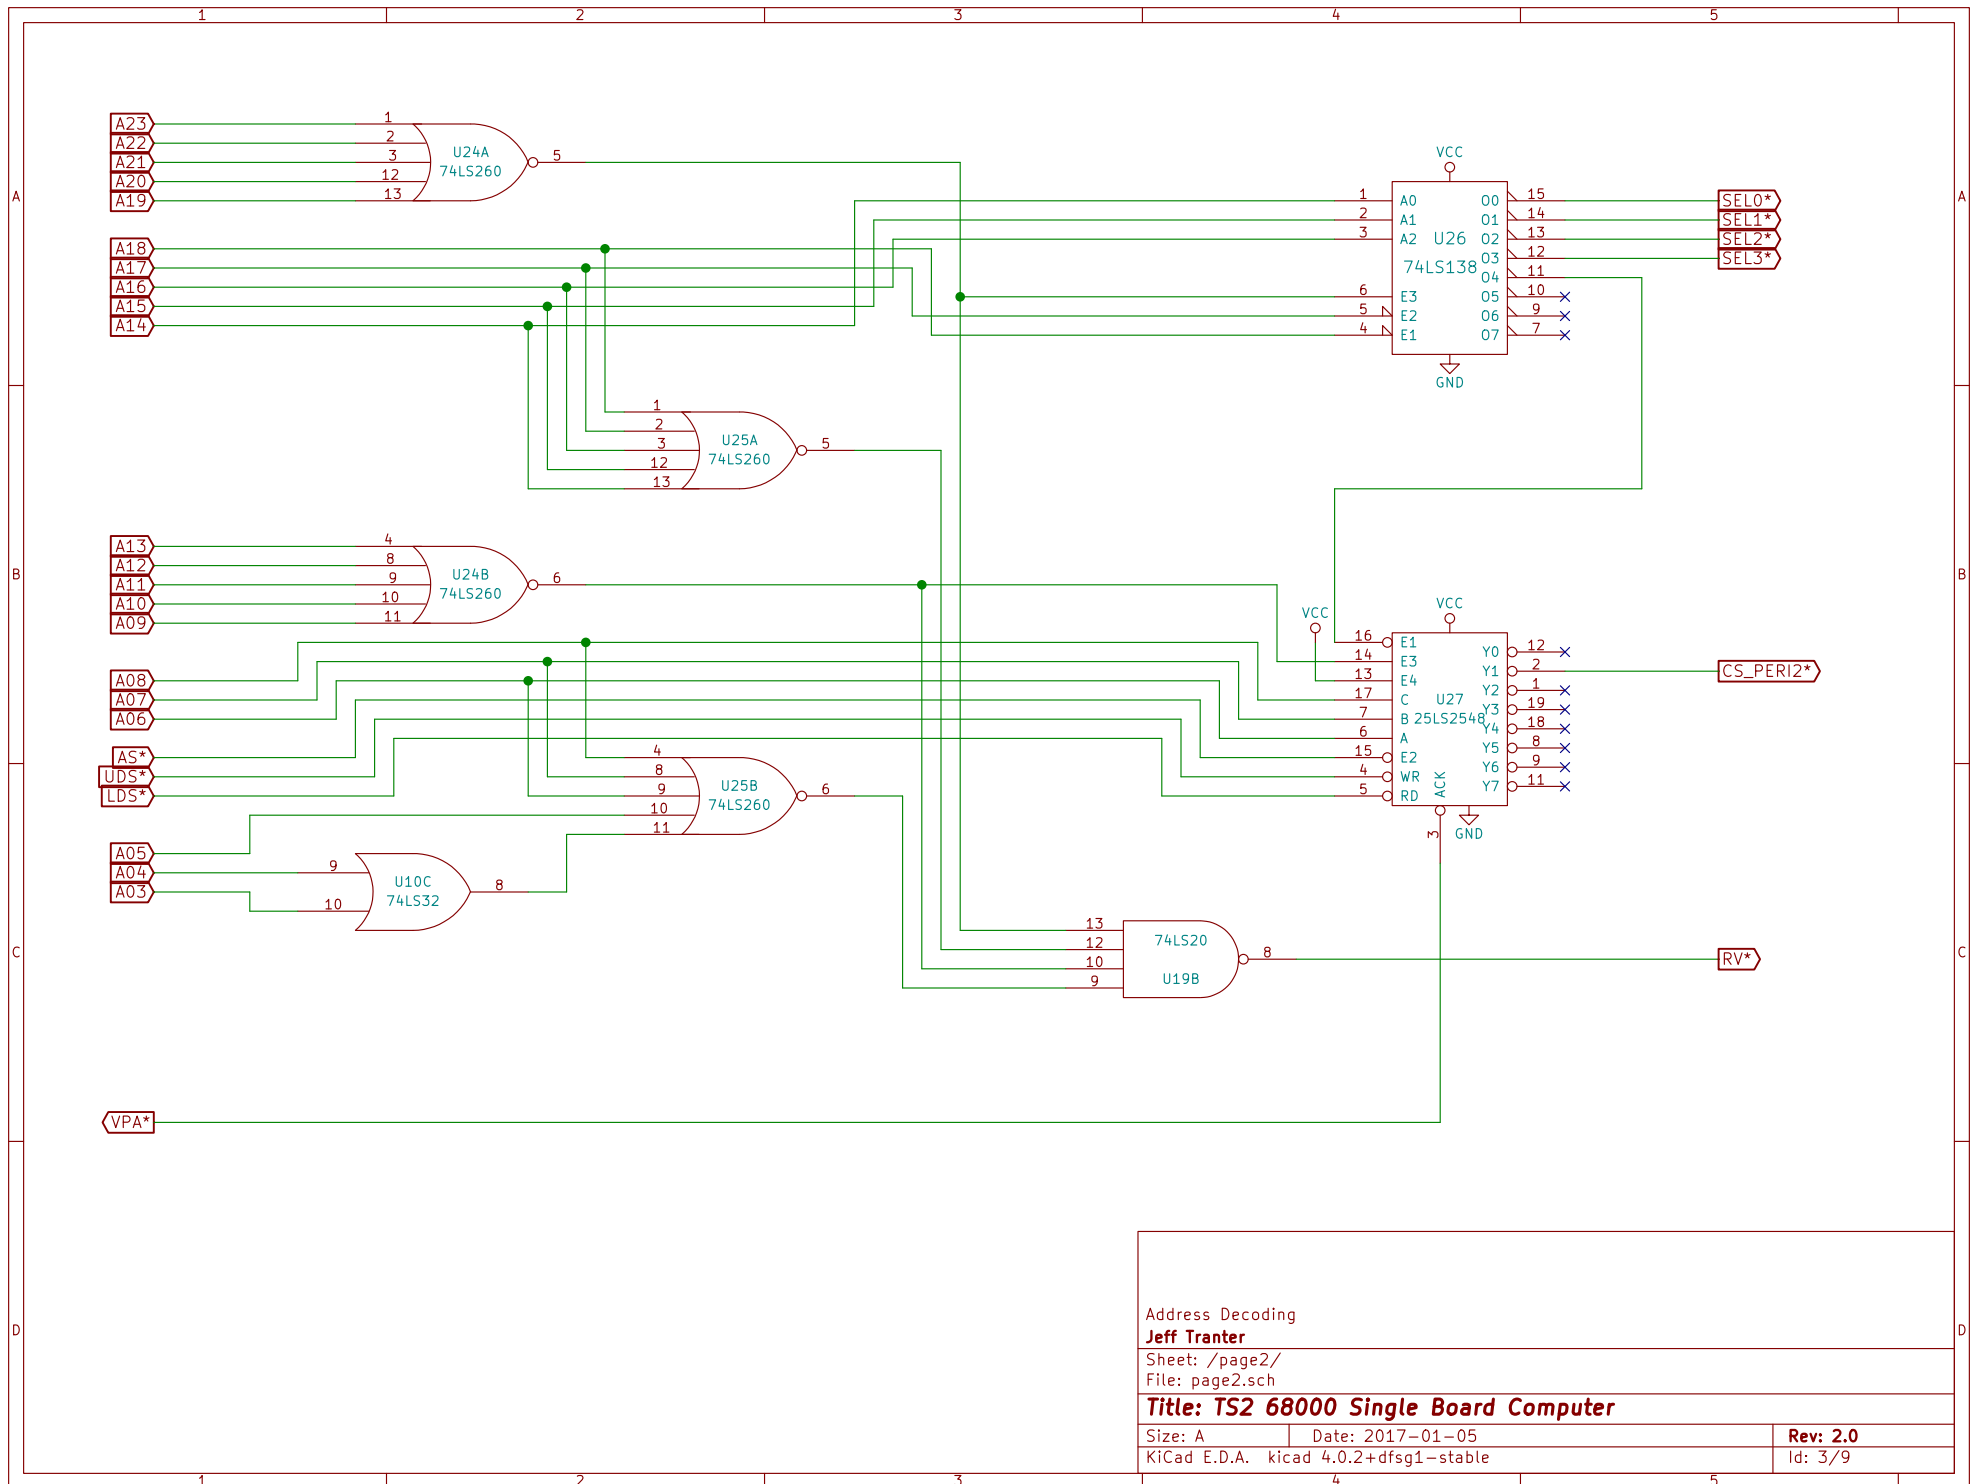 1 2 3 4 5
A A
B B
C C
D D
1 2 3 4 5
A23
A22
A21
A20
A19
1
2
3
12
13
U24A
74LS260
5
A18
A17
A16
A15
A14
1
2
3
12
13
U25A
74LS260
5
VCC
1
2
3
6
5
4
A0
A1
A2
E3
E2
E1
U26
74LS138
O0
O1
O2
O3
O4
O5
O6
O7
15
14
13
12
11
10
9
7
GND
SEL0*
SEL1*
SEL2*
SEL3*
A13
A12
A11
A10
A09
4
8
9
10
11
U24B
74LS260
6
A08
A07
A06
AS*
UDS*
LDS*
4
8
9
10
11
U25B
74LS260
6
A05
A04
A03
9
10
U10C
74LS32
8
VCC
VCC
16
14
13
17
7
6
15
4
5
E1
E3
E4
C
B
A
E2
WR
RD
U27
25LS2548
ACK
3
GND
Y0
Y1
Y2
Y3
Y4
Y5
Y6
Y7
12
2
1
19
18
8
9
11
CS_PERI2*
13
12
10
9
74LS20
U19B
8
RV*
VPA*
Address Decoding
Jeff Tranter
Sheet: /page2/
File: page2.sch
Title: TS2 68000 Single Board Computer
Size: A Date: 2017-01-05 Rev: 2.0
KiCad E.D.A. kicad 4.0.2+dfsg1-stable Id: 3/9